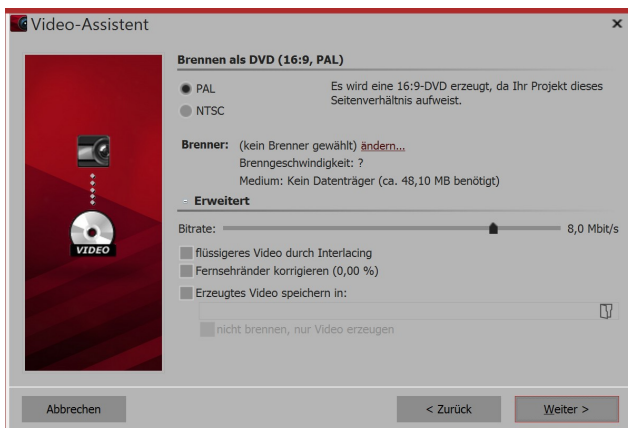 Video-Assistent
Brennen als DVD (16:9, PAL)
PAL
Es wird eine 16:9-DVD erzeugt, da Ihr Projekt dieses
Seitenverhältnis aufweist.
NTSC
Brenner: (kein Brenner gewählt) ändern...
Brenngeschwindigkeit: ?
Medium: Kein Datenträger (ca. 48,10 MB benötigt)
Erweitert
Bitrate: 8,0 Mbit/s
flüssigeres Video durch Interlacing
Fernsehränder korrigieren (0,00 %)
Erzeugtes Video speichern in:
nicht brennen, nur Video erzeugen
VIDEO
Abbrechen < Zurück Weiter >